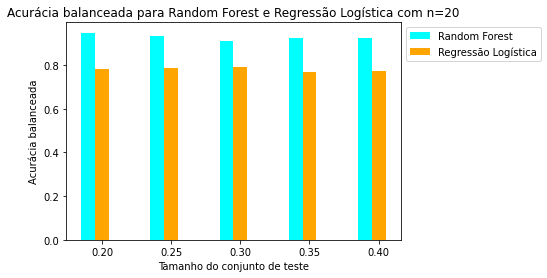 Acurácia balanceada para Random Forest e Regressão Logística com n=20
Random Forest
Regressão Logística
Acurácia balanceada
0.8
0.6
0.4
0.2
0.0
0.20 0.25 0.30 0.35 0.40
Tamanho do conjunto de teste